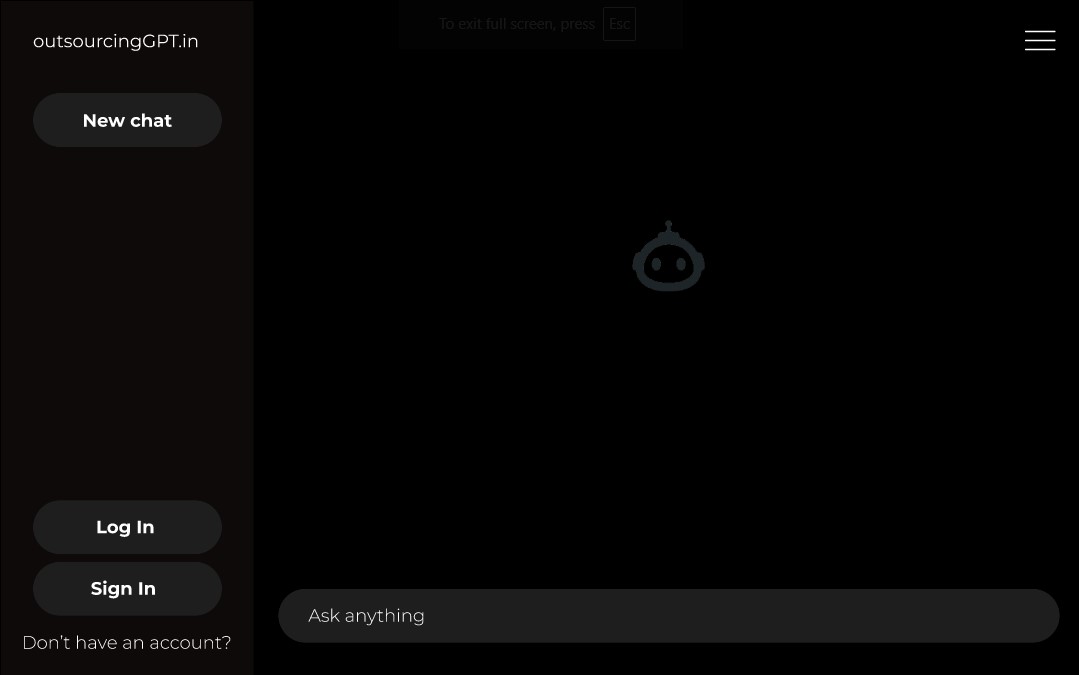 outsourcingGPT.in
To exit full screen, press Esc
New chat
Log In
Sign In
Don't have an account?
Ask anything